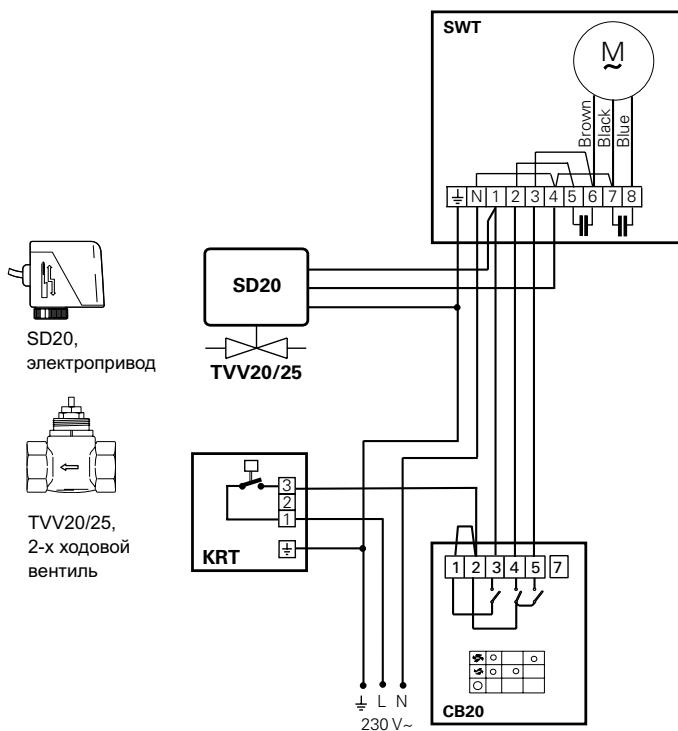 SWT
M
~
Brown
Black
Blue
N 1 2 3 4 5 6 7 8
SD20
TVV20/25
SD20,
электропривод
TVV20/25,
2-х ходовой
вентиль
3
2
1
KRT
1 2 3 4 5 7
CB20
L N
230 V~